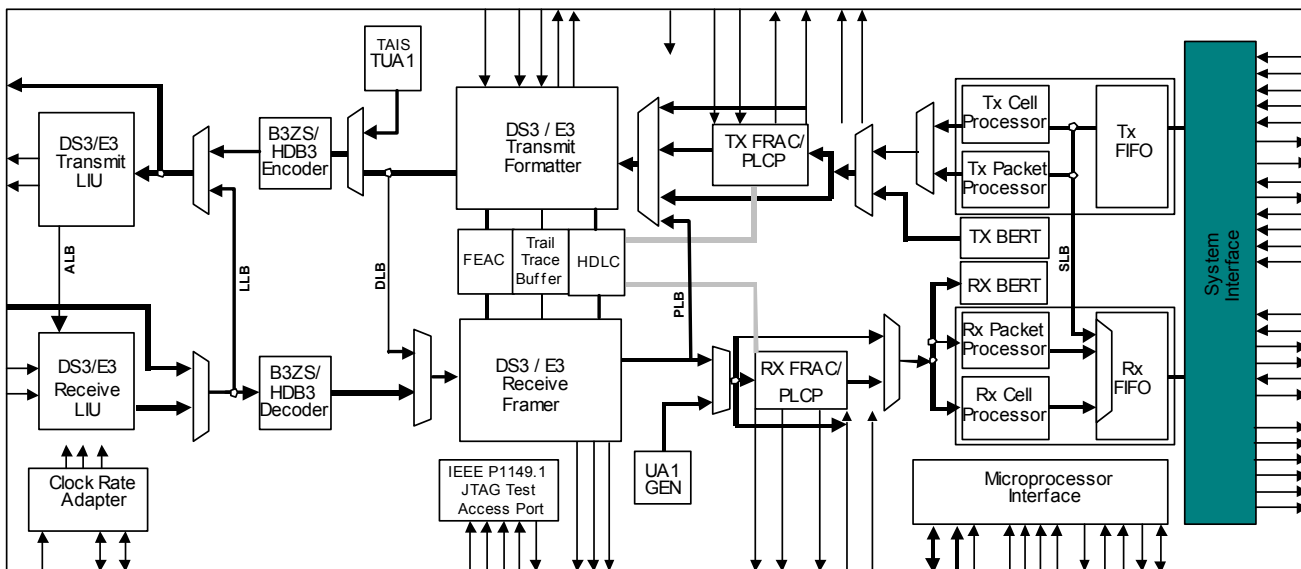 TAIS
TUA1
DS3/E3
Transmit
LIU
B3ZS/
HDB3
Encoder
DS3 / E3
Transmit
Formatter
TX FRAC/
PLCP
Tx Cell
Processor
Tx Packet
Processor
Tx
FIFO
TX BERT
RX BERT
System
Interface
ALB
LLB
DLB
FEAC
Trail
Trace
Buffer
HDLC
PLB
SLB
DS3/E3
Receive
LIU
B3ZS/
HDB3
Decoder
DS3 / E3
Receive
Framer
RX FRAC/
PLCP
UA1
GEN
Rx Packet
Processor
Rx Cell
Processor
Rx
FIFO
Clock Rate
Adapter
IEEE P1149.1
JTAG Test
Access Port
Microprocessor
Interface